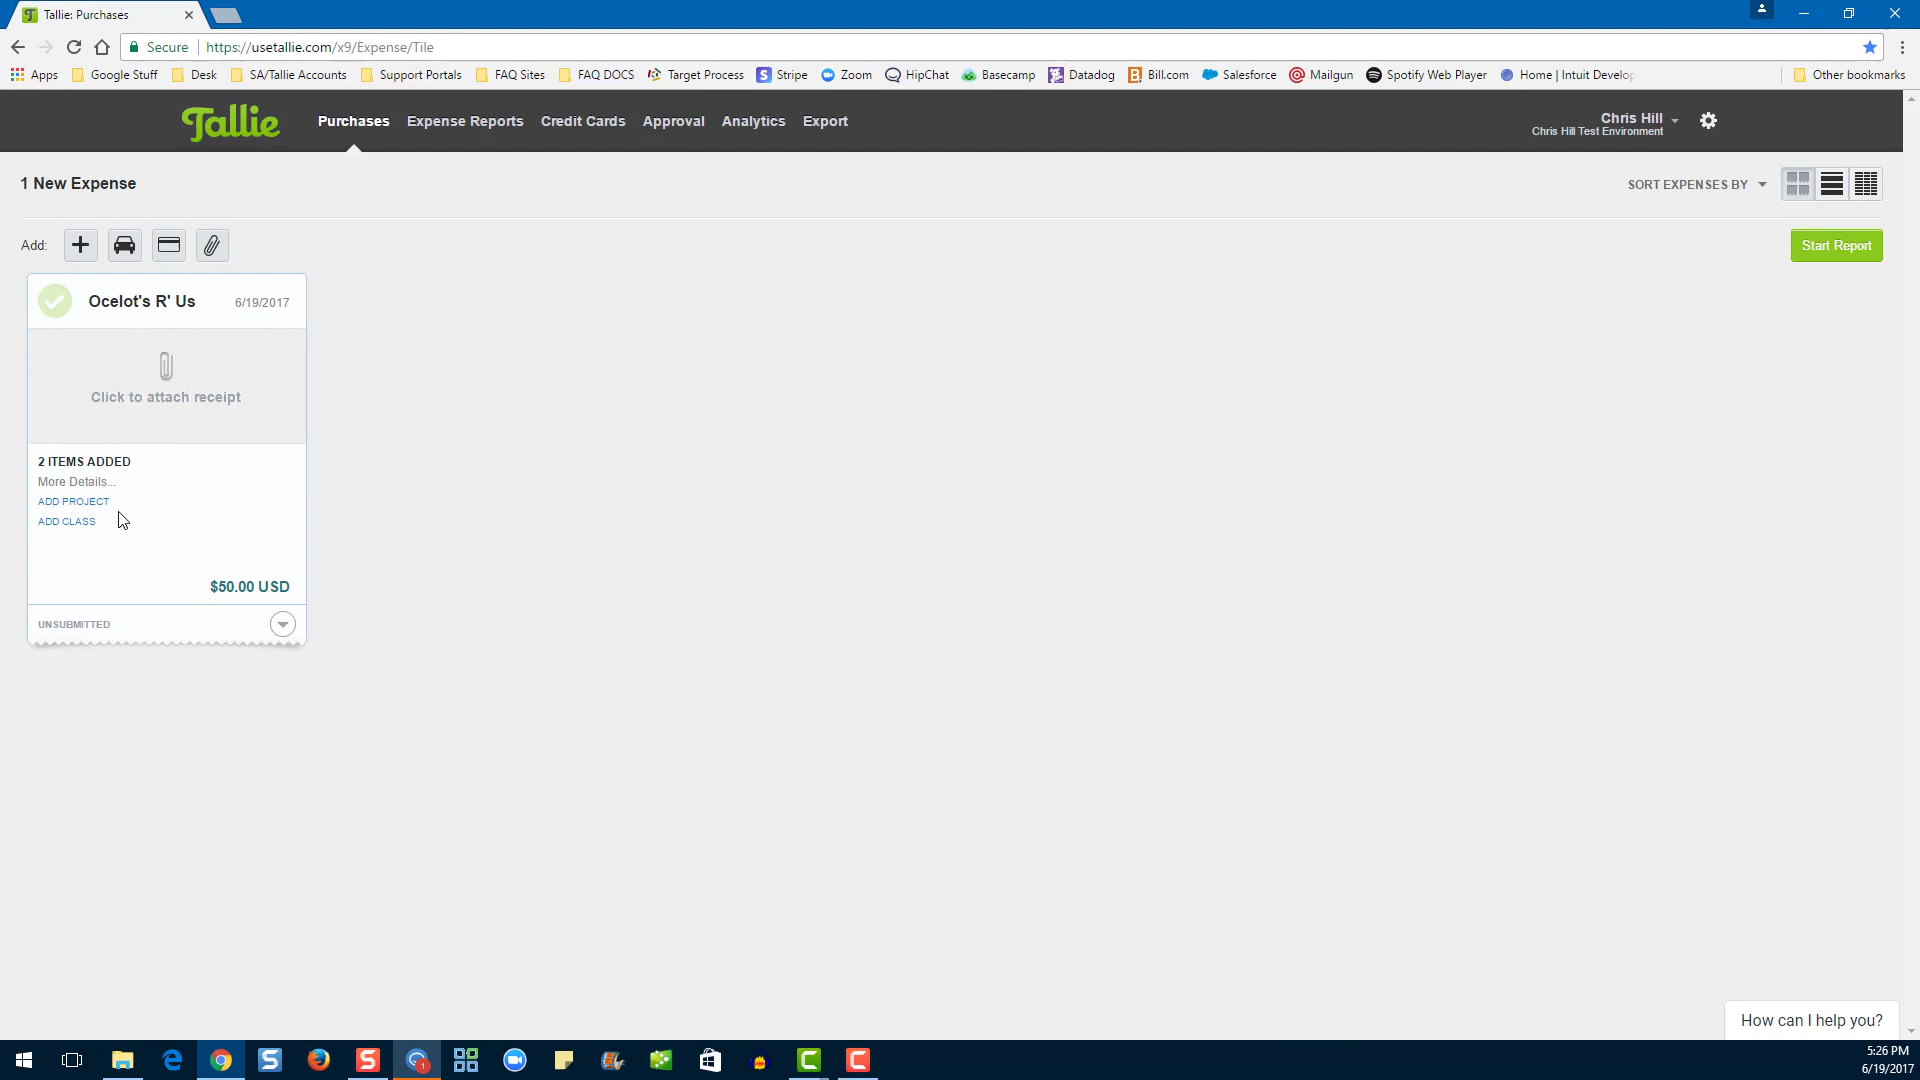 Tallie: Purchases
Secure https://usetallie.com/x9/Expense/Tile
Apps Google Stuff Desk SA/Tallie Accounts Support Portals FAQ Sites FAQ DOCS Target Process Stripe Zoom HipChat Basecamp Datadog Bill.com Salesforce Mailgun Spotify Web Player Home | Intuit Develop Other bookmarks
Tallie Purchases Expense Reports Credit Cards Approval Analytics Export Chris Hill
Chris Hill Test Environment
1 New Expense SORT EXPENSES BY
Add: Start Report
Ocelot's R' Us 6/19/2017
Click to attach receipt
2 ITEMS ADDED
More Details...
ADD PROJECT
ADD CLASS
$50.00 USD
UNSUBMITTED
How can I help you?
5:26 PM
6/19/2017